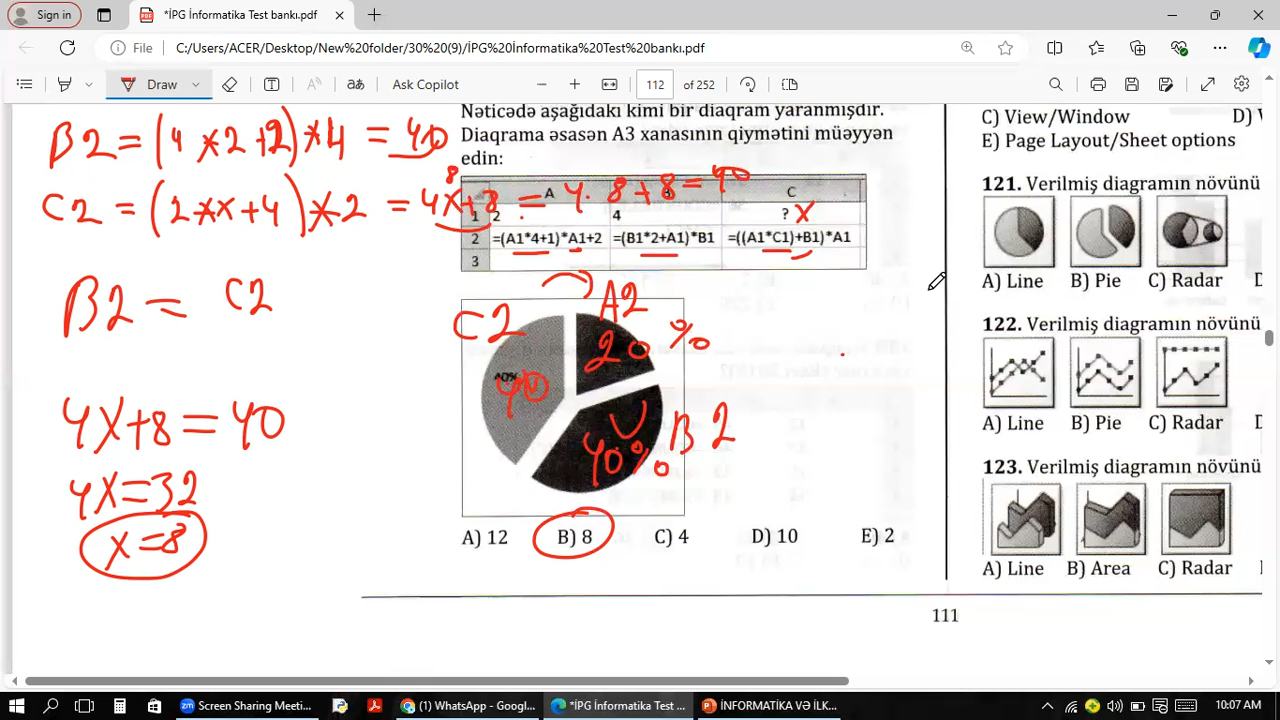 Sign in
*İPG İnformatika Test bankı.pdf
File
C:/Users/ACER/Desktop/New%20folder/30%20(9)/İPG%20İnformatika%20Test%20bankı.pdf
Draw
Ask Copilot
112 of 252
B2 = (4*2+2)*4 = 40
C2 = (2*x+4)*2 = 4x+8 = 4·8+8=40
8
B2 = C2
4x+8=40
4x=32
x=8
Nəticədə aşağıdakı kimi bir diaqram yaranmışdır.
Diaqrama əsasən A3 xanasının qiymətini müəyyən
edin:
A C
1 2 4 ? x
2 =(A1*4+1)*A1+2 =(B1*2+A1)*B1 =((A1*C1)+B1)*A1
3
C2 A2
20%
40%
40% B2
A) 12 B) 8 C) 4 D) 10 E) 2
C) View/Window D) V
E) Page Layout/Sheet options
121. Verilmiş diaqramın növünü
A) Line B) Pie C) Radar D
122. Verilmiş diaqramın növünü
A) Line B) Pie C) Radar D
123. Verilmiş diaqramın növünü
A) Line B) Area C) Radar
111
Screen Sharing Meeti...
(1) WhatsApp - Googl...
*İPG İnformatika Test ...
İNFORMATİKA VƏ İLK...
10:07 AM